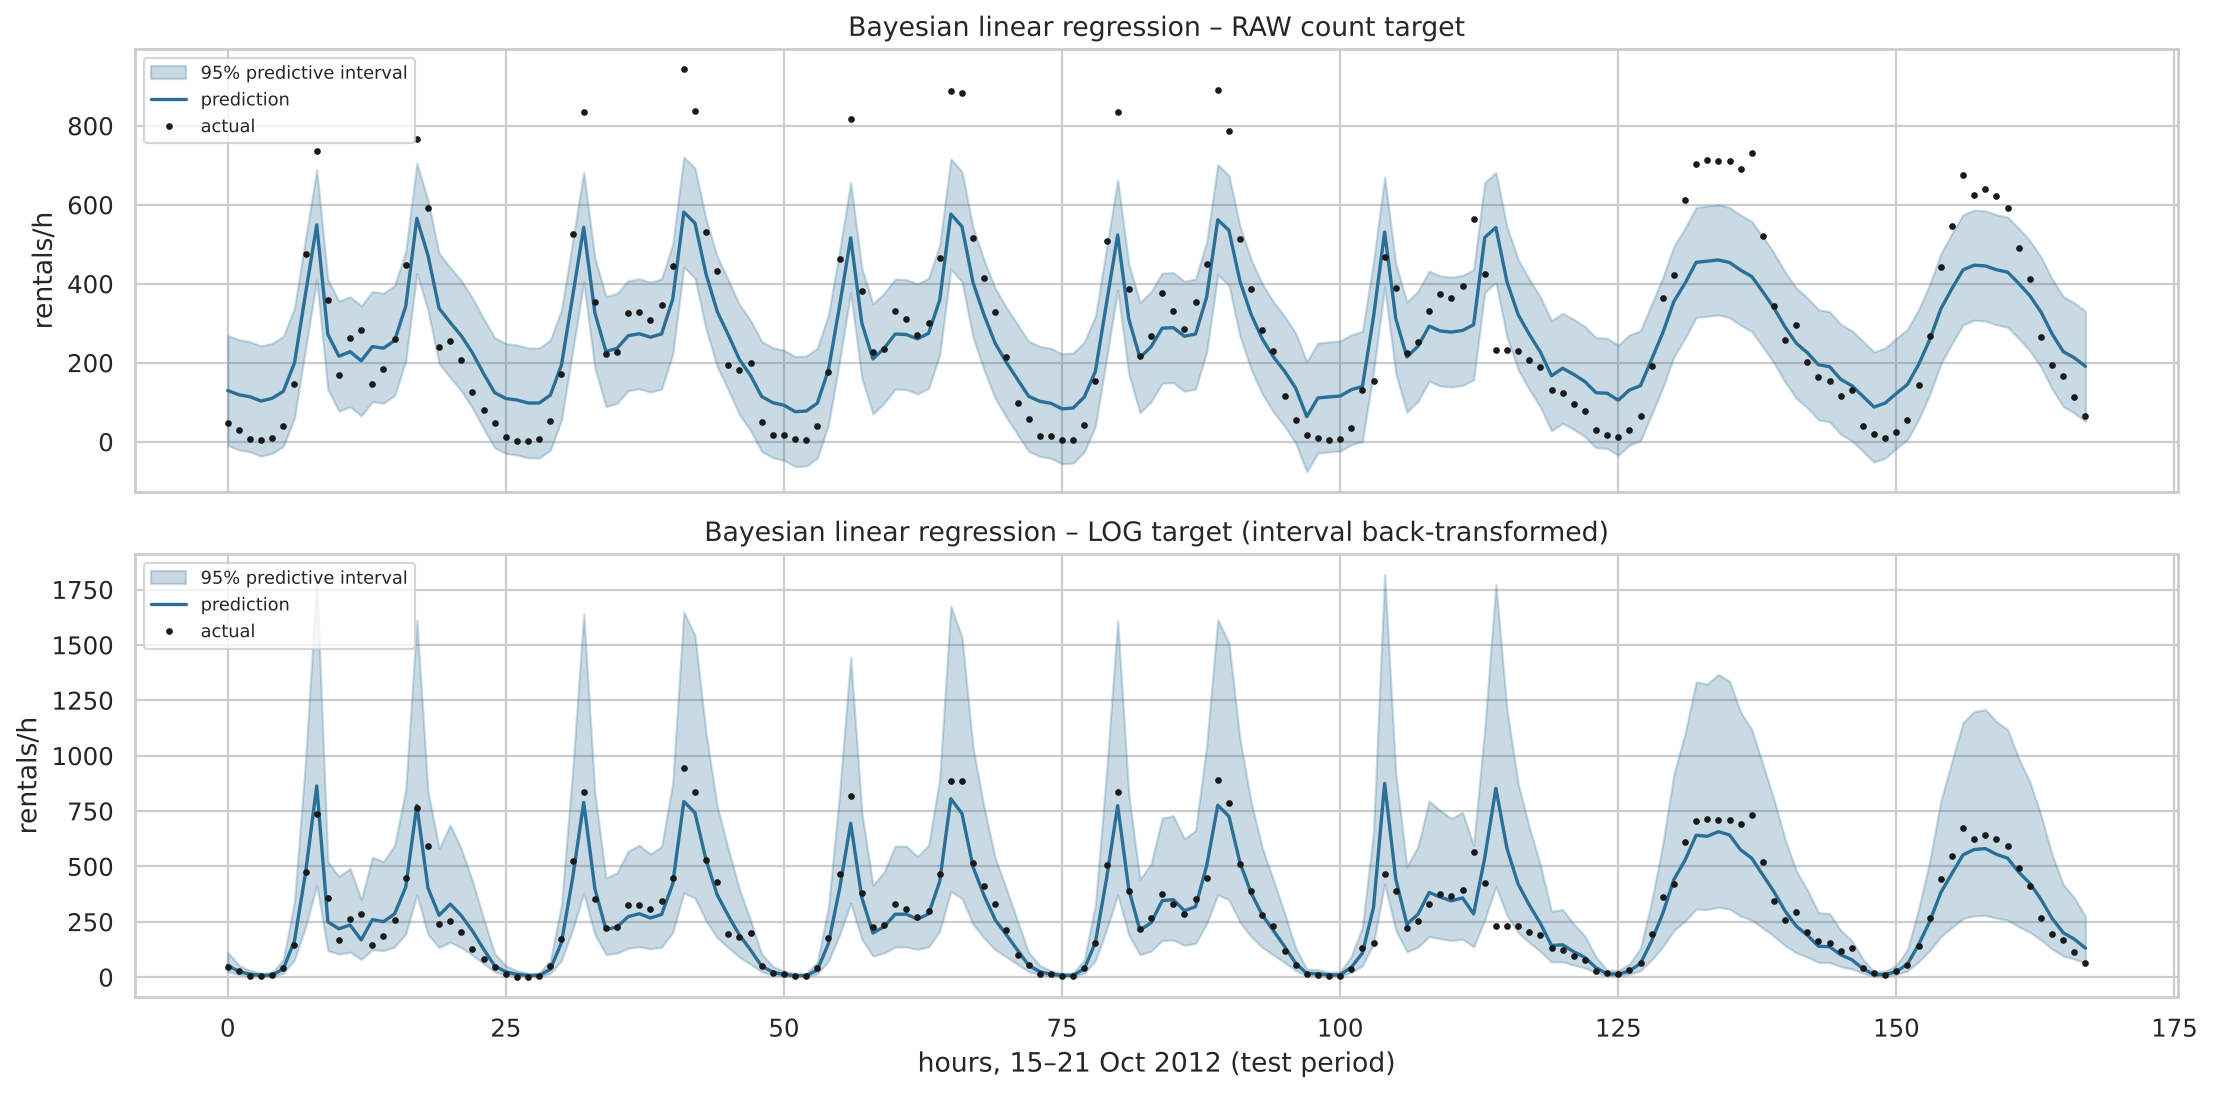 Bayesian linear regression – RAW count target
95% predictive interval
prediction
actual
800
600
400
200
0
rentals/h
Bayesian linear regression – LOG target (interval back-transformed)
95% predictive interval
prediction
actual
1750
1500
1250
1000
750
500
250
0
rentals/h
0 25 50 75 100 125 150 175
hours, 15–21 Oct 2012 (test period)